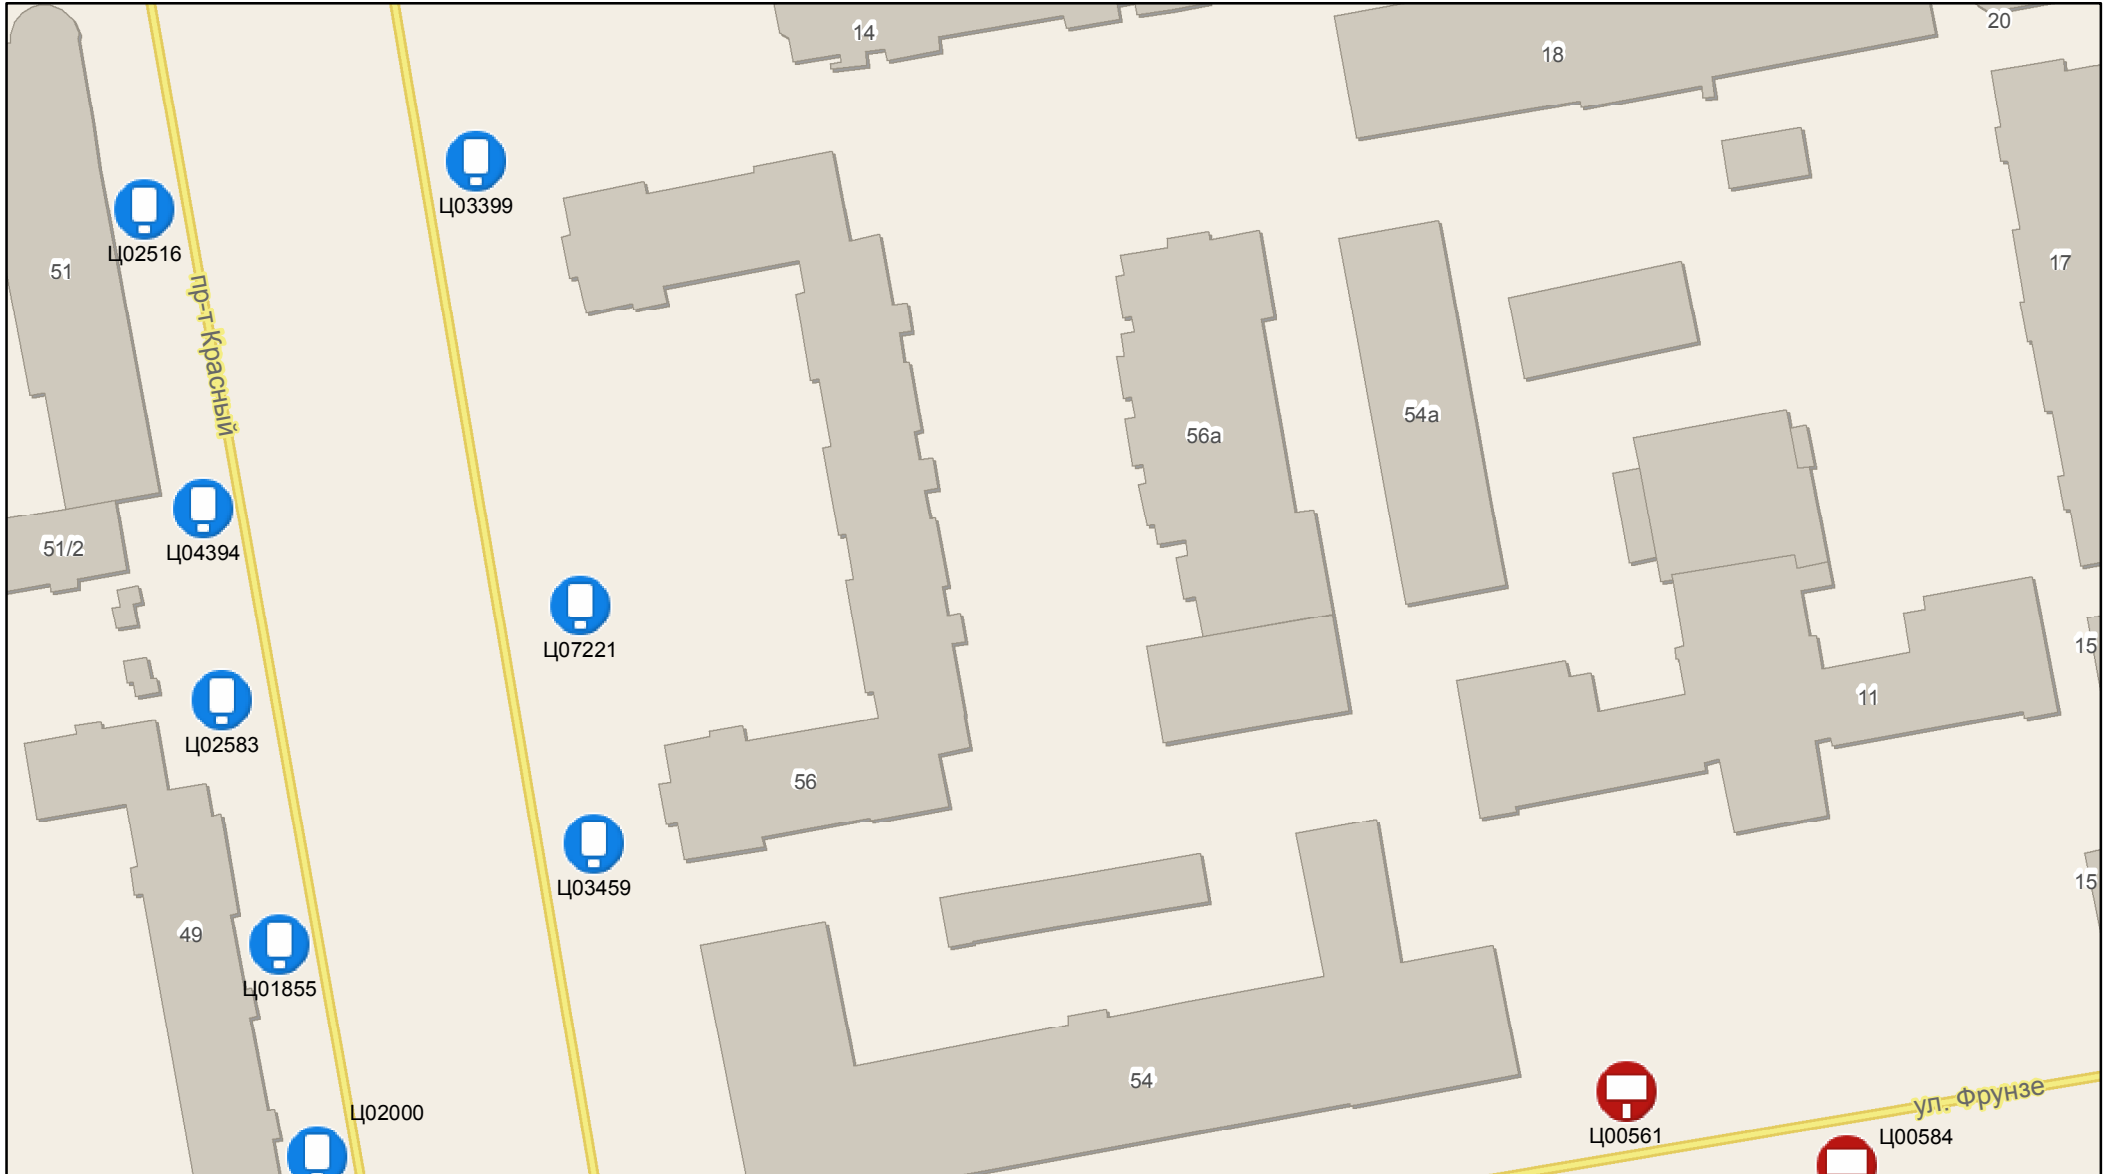 14
18
20
Ц03399
Ц02516
51
17
пр-т Красный
54а
56а
Ц04394
51/2
Ц07221
15
11
Ц02583
56
Ц03459
15
49
Ц01855
54
ул. Фрунзе
Ц02000
Ц00561
Ц00584